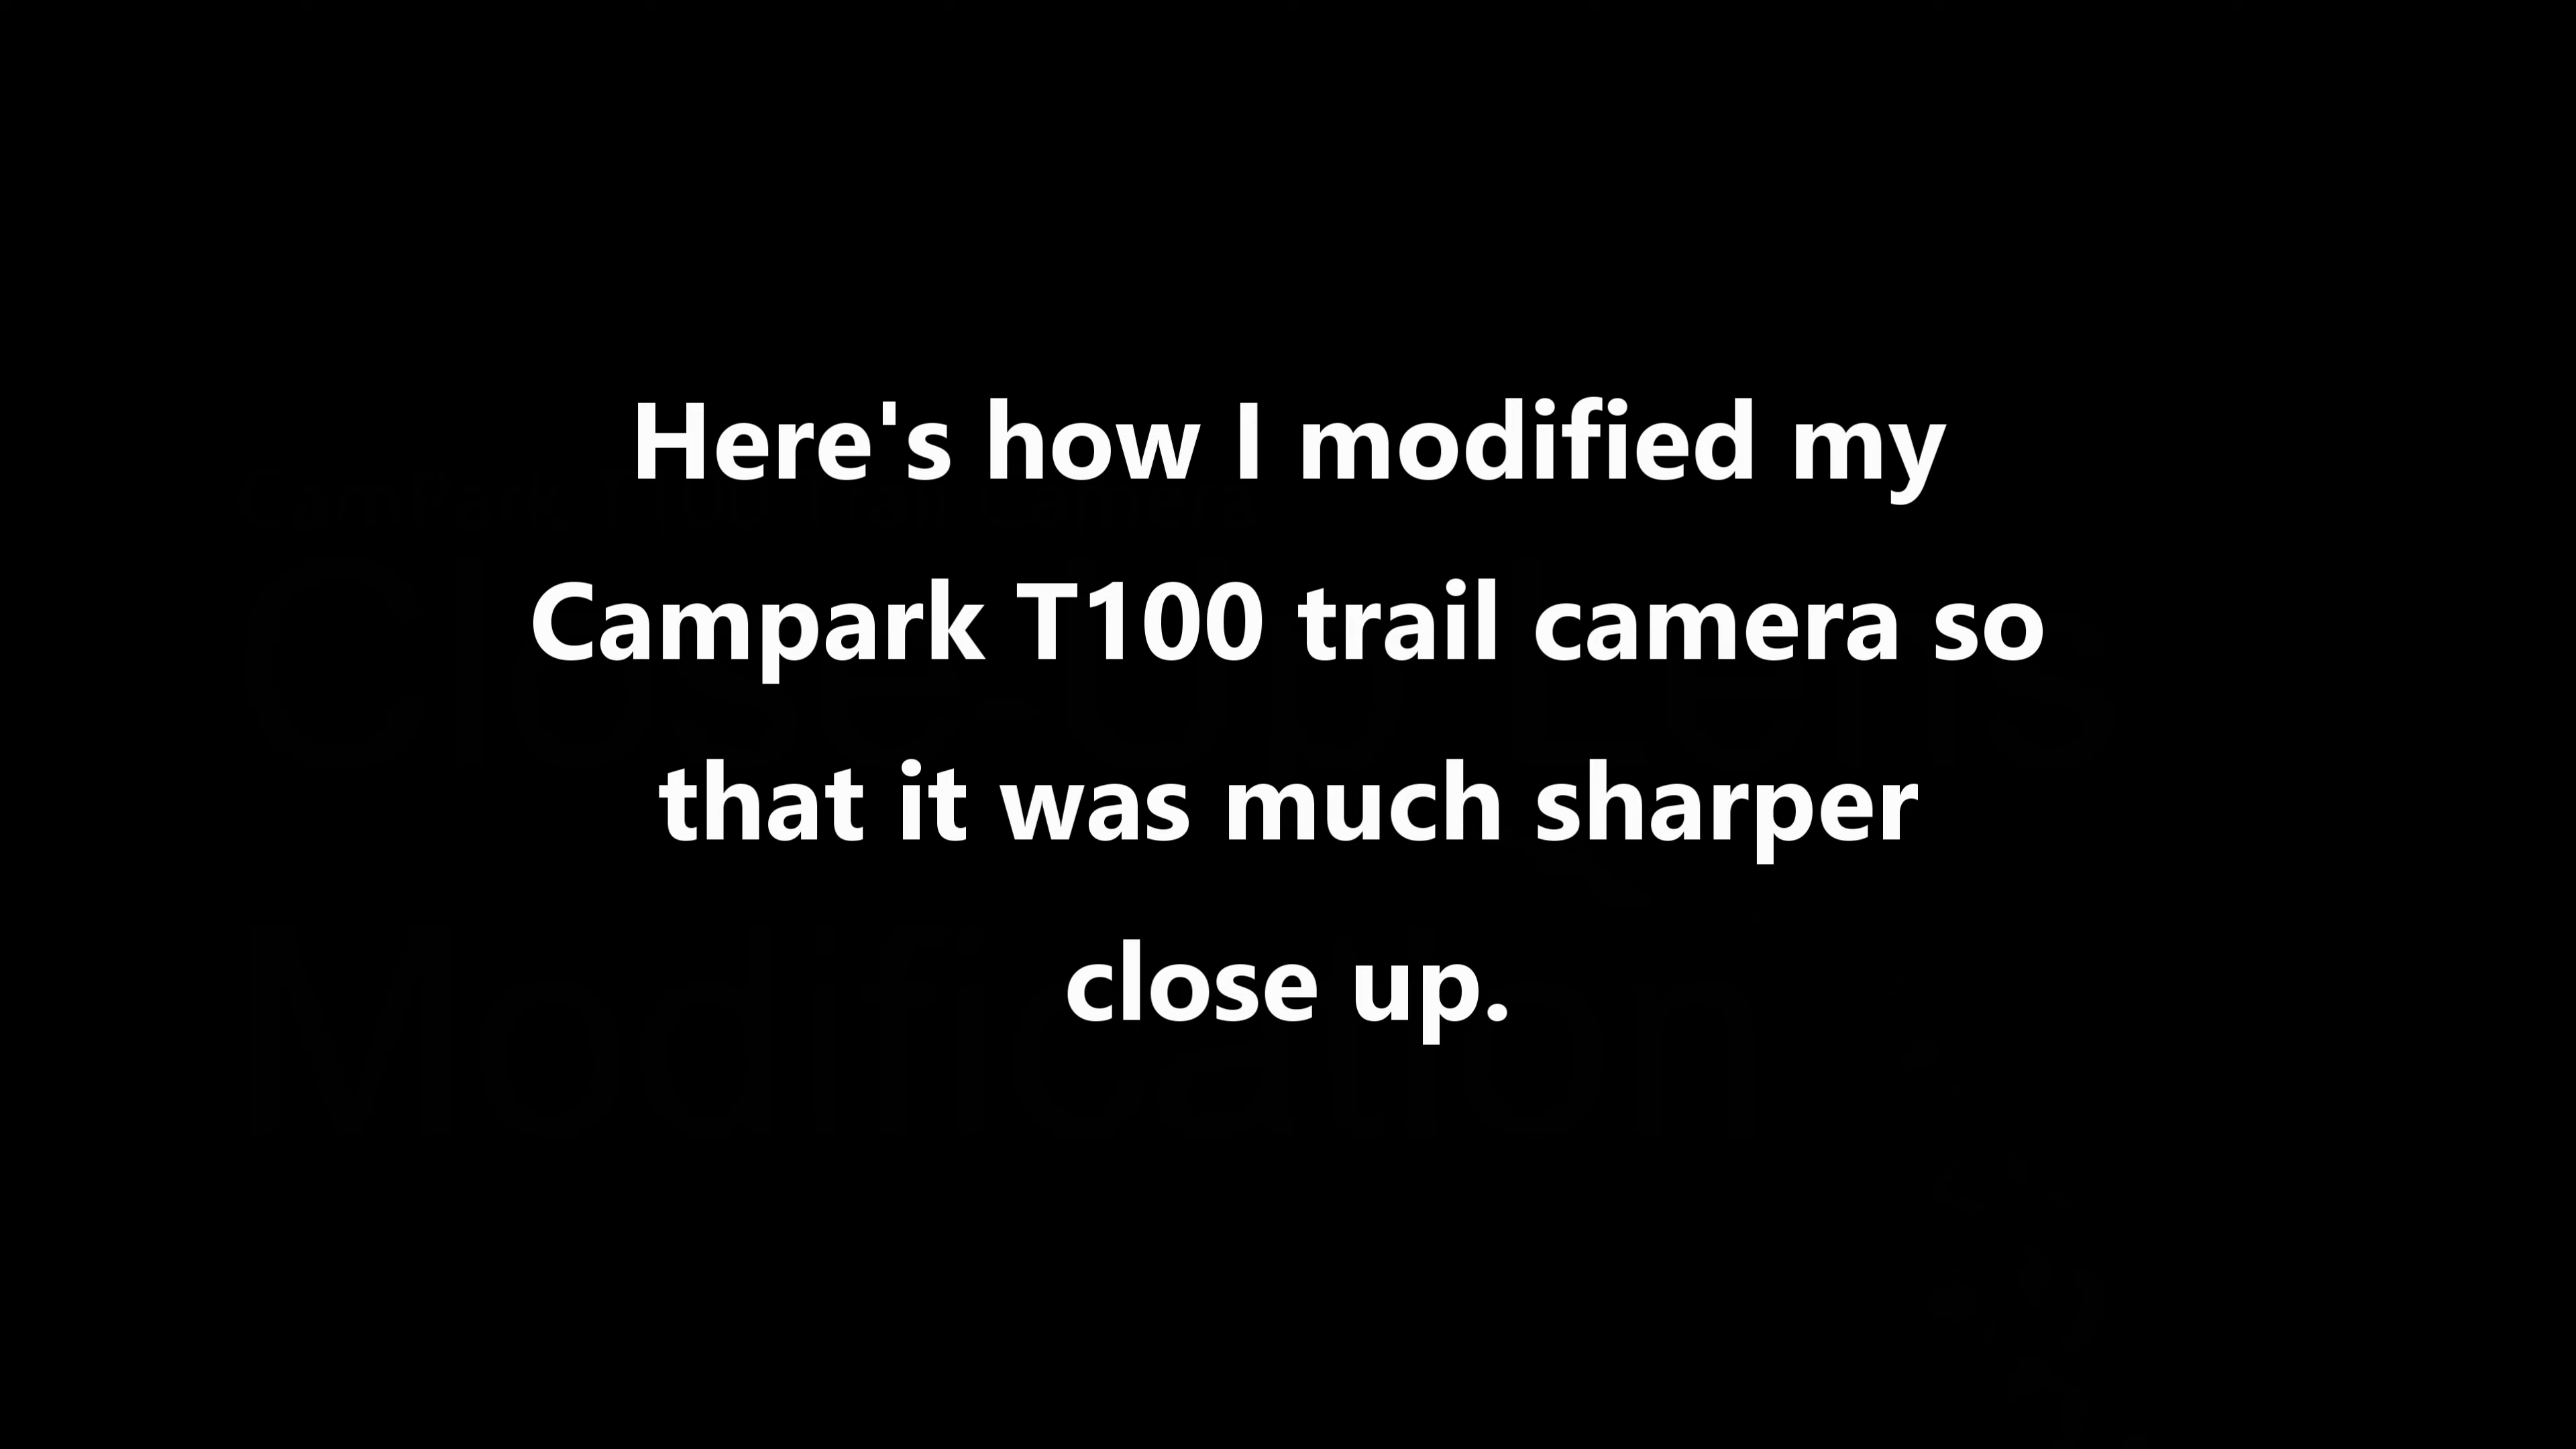 Here's how I modified my
Campark T100 trail camera so
that it was much sharper
close up.